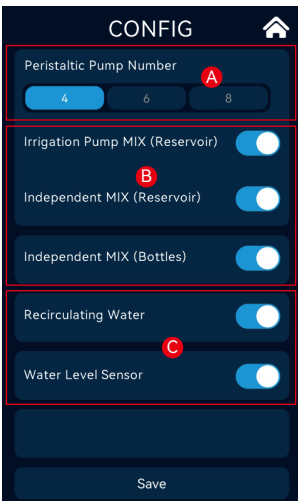 CONFIG
Peristaltic Pump Number
A
4 6 8
Irrigation Pump MIX (Reservoir)
B
Independent MIX (Reservoir)
Independent MIX (Bottles)
Recirculating Water
C
Water Level Sensor
Save